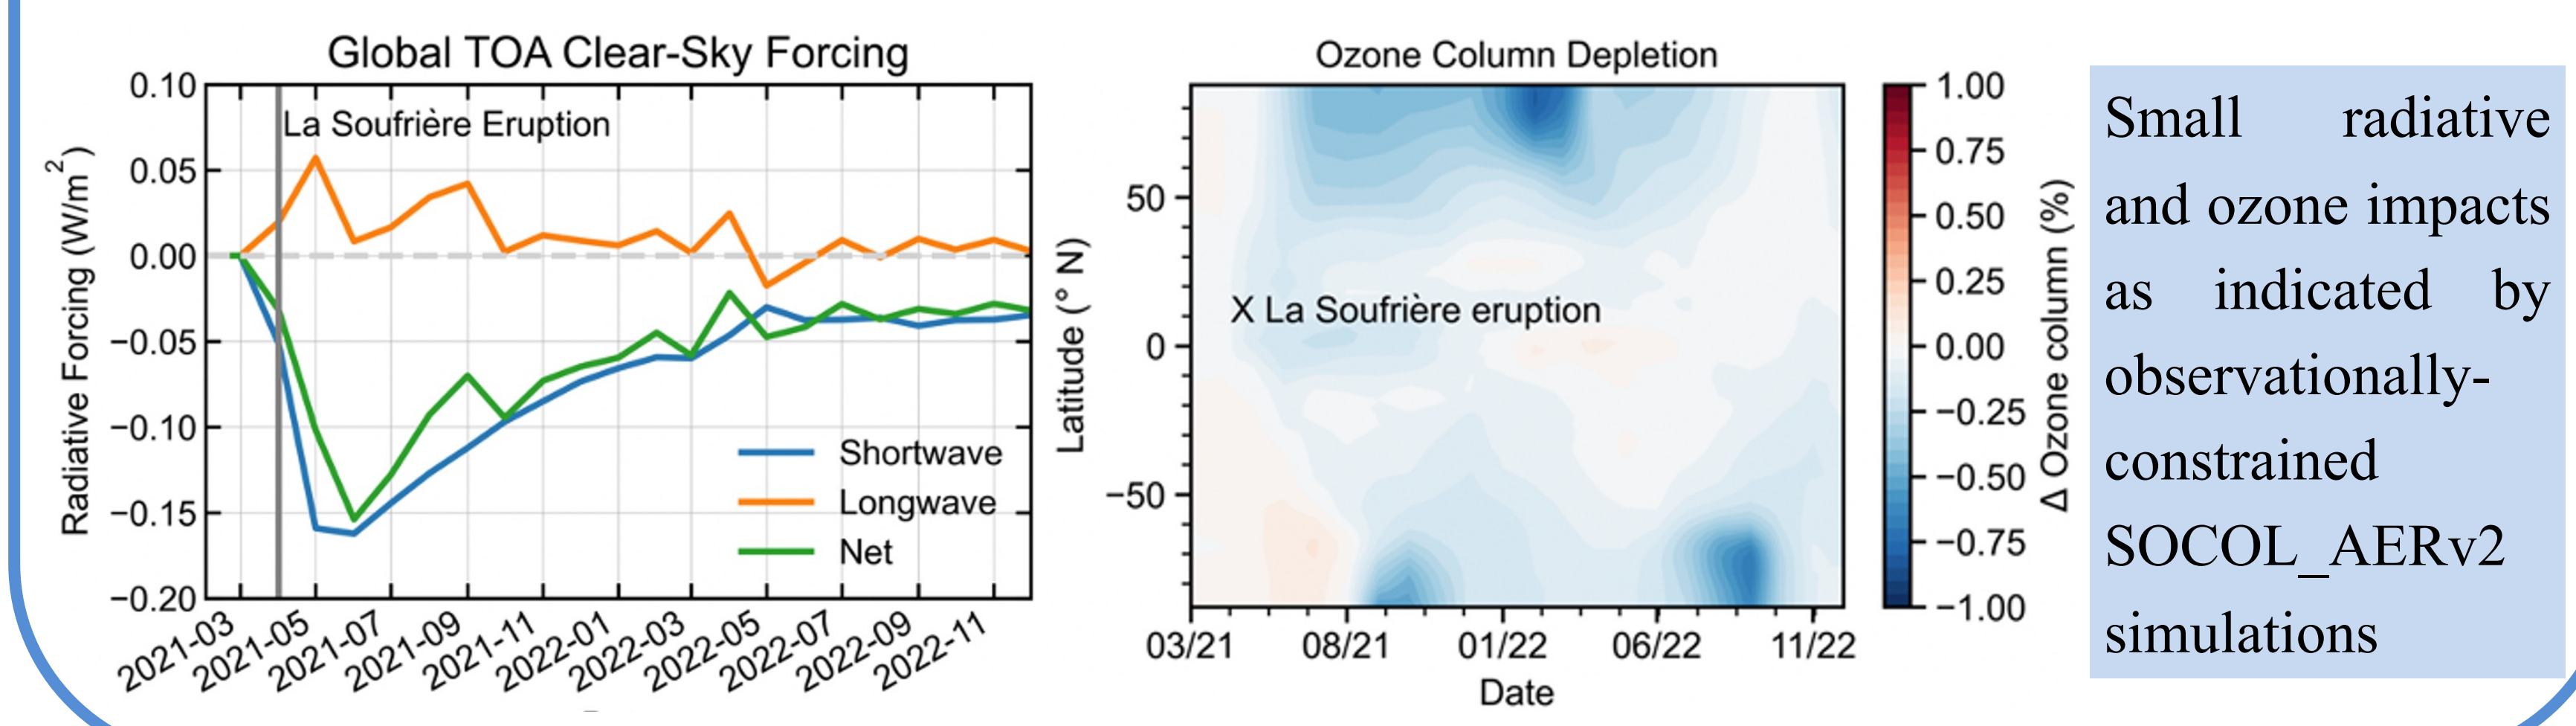 Global TOA Clear-Sky Forcing
La Soufrière Eruption
Radiative Forcing (W/m²)
0.10
0.05
0.00
−0.05
−0.10
−0.15
−0.20
Shortwave
Longwave
Net
2021-03
2021-05
2021-07
2021-09
2021-11
2022-01
2022-03
2022-05
2022-07
2022-09
2022-11
Ozone Column Depletion
Latitude (° N)
50
0
−50
X La Soufrière eruption
03/21
08/21
01/22
06/22
11/22
Date
1.00
0.75
0.50
0.25
0.00
−0.25
−0.50
−0.75
−1.00
Δ Ozone column (%)
Small radiative
and ozone impacts
as indicated by
observationally-
constrained
SOCOL_AERv2
simulations